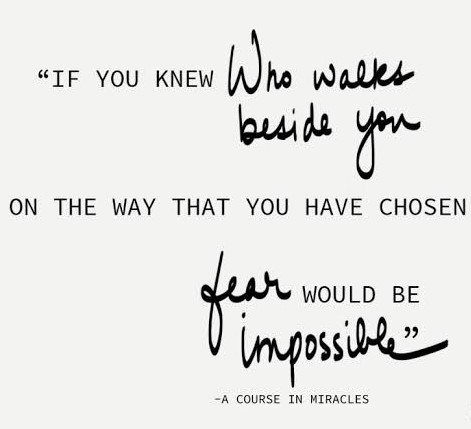 “IF YOU KNEW Who walks
beside you
ON THE WAY THAT YOU HAVE CHOSEN
fear WOULD BE
impossible”
-A COURSE IN MIRACLES